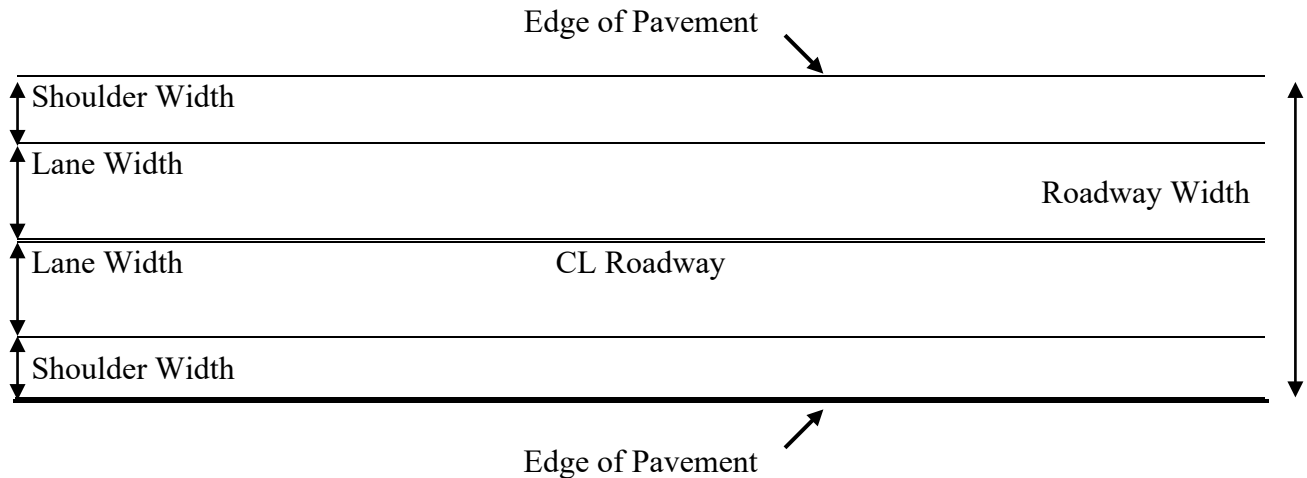 Edge of Pavement
Shoulder Width
Lane Width
Roadway Width
Lane Width
CL Roadway
Shoulder Width
Edge of Pavement